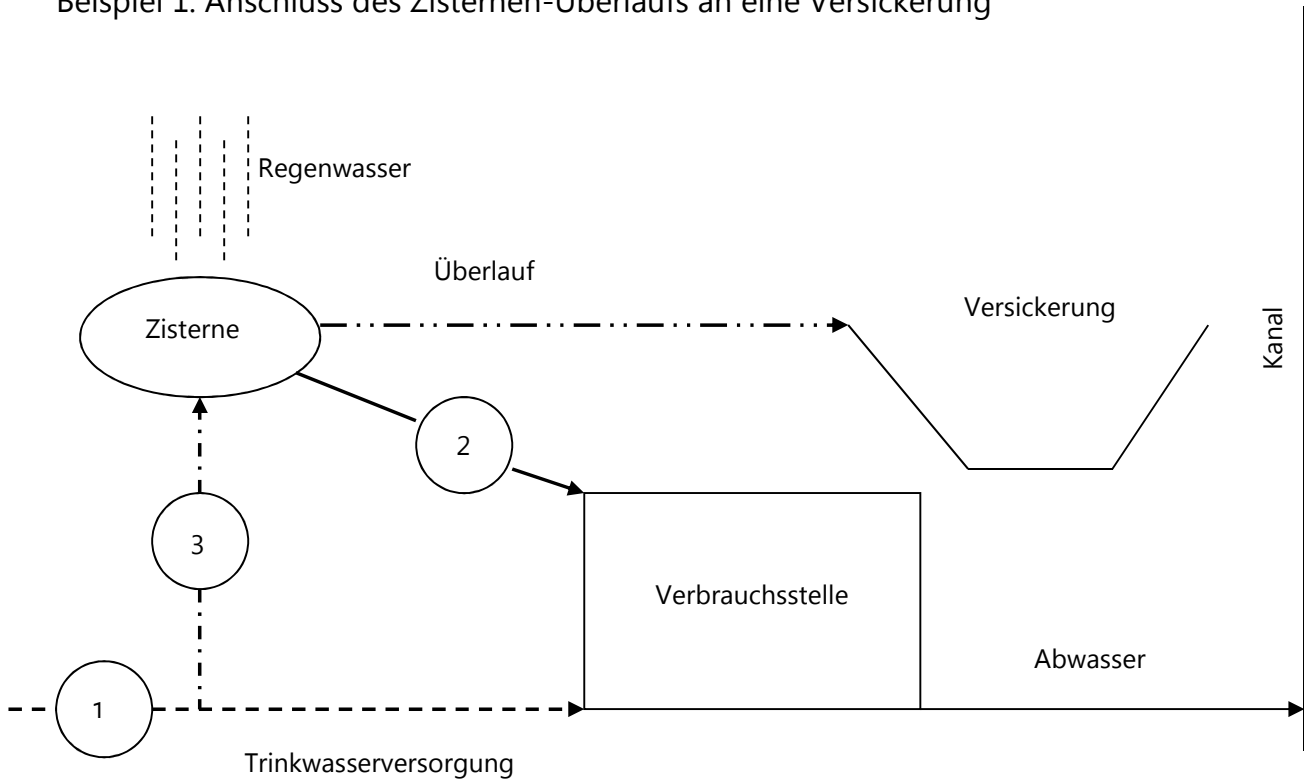 Beispiel 1: Anschluss des Zisternen-Überlaufs an eine Versickerung
Regenwasser
Überlauf
Versickerung
Zisterne
Kanal
2
3
Verbrauchsstelle
Abwasser
1
Trinkwasserversorgung